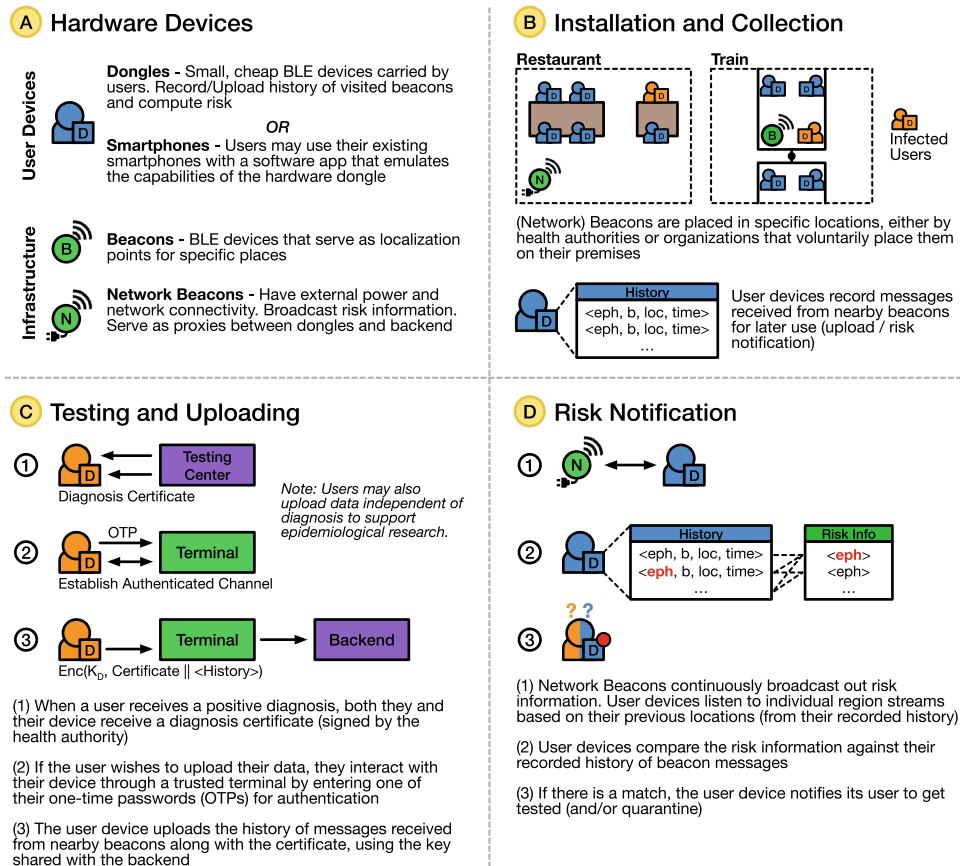 A Hardware Devices
User Devices
D
Dongles - Small, cheap BLE devices carried by
users. Record/Upload history of visited beacons
and compute risk
OR
Smartphones - Users may use their existing
smartphones with a software app that emulates
the capabilities of the hardware dongle
Infrastructure
B
Beacons - BLE devices that serve as localization
points for specific places
N
Network Beacons - Have external power and
network connectivity. Broadcast risk information.
Serve as proxies between dongles and backend
B Installation and Collection
Restaurant
Train
D D D
D D D
N
D D
B D
D D
D
Infected
Users
(Network) Beacons are placed in specific locations, either by
health authorities or organizations that voluntarily place them
on their premises
D
History
<eph, b, loc, time>
<eph, b, loc, time>
...
User devices record messages
received from nearby beacons
for later use (upload / risk
notification)
C Testing and Uploading
1
D
Testing
Center
Diagnosis Certificate
Note: Users may also
upload data independent of
diagnosis to support
epidemiological research.
2
D
OTP
Terminal
Establish Authenticated Channel
3
D
Terminal
Backend
Enc(K_D, Certificate || <History>)
(1) When a user receives a positive diagnosis, both they and
their device receive a diagnosis certificate (signed by the
health authority)
(2) If the user wishes to upload their data, they interact with
their device through a trusted terminal by entering one of
their one-time passwords (OTPs) for authentication
(3) The user device uploads the history of messages received
from nearby beacons along with the certificate, using the key
shared with the backend
D Risk Notification
1
N
D
2
D
History
<eph, b, loc, time>
<eph, b, loc, time>
...
Risk Info
<eph>
<eph>
...
3
? ?
D
(1) Network Beacons continuously broadcast out risk
information. User devices listen to individual region streams
based on their previous locations (from their recorded history)
(2) User devices compare the risk information against their
recorded history of beacon messages
(3) If there is a match, the user device notifies its user to get
tested (and/or quarantine)